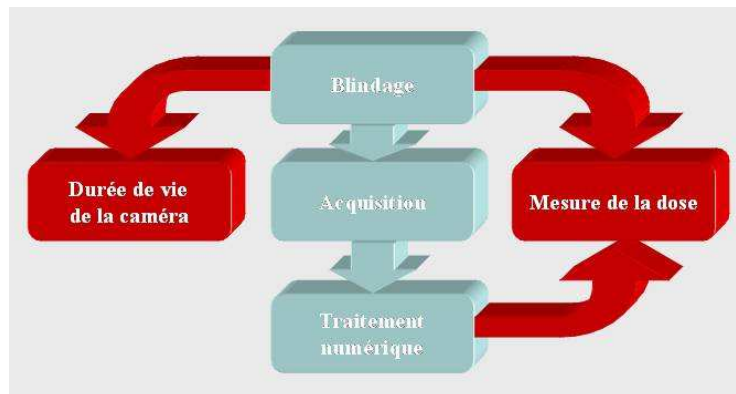 Blindage
Durée de vie
de la caméra
Acquisition
Mesure de la dose
Traitement
numérique